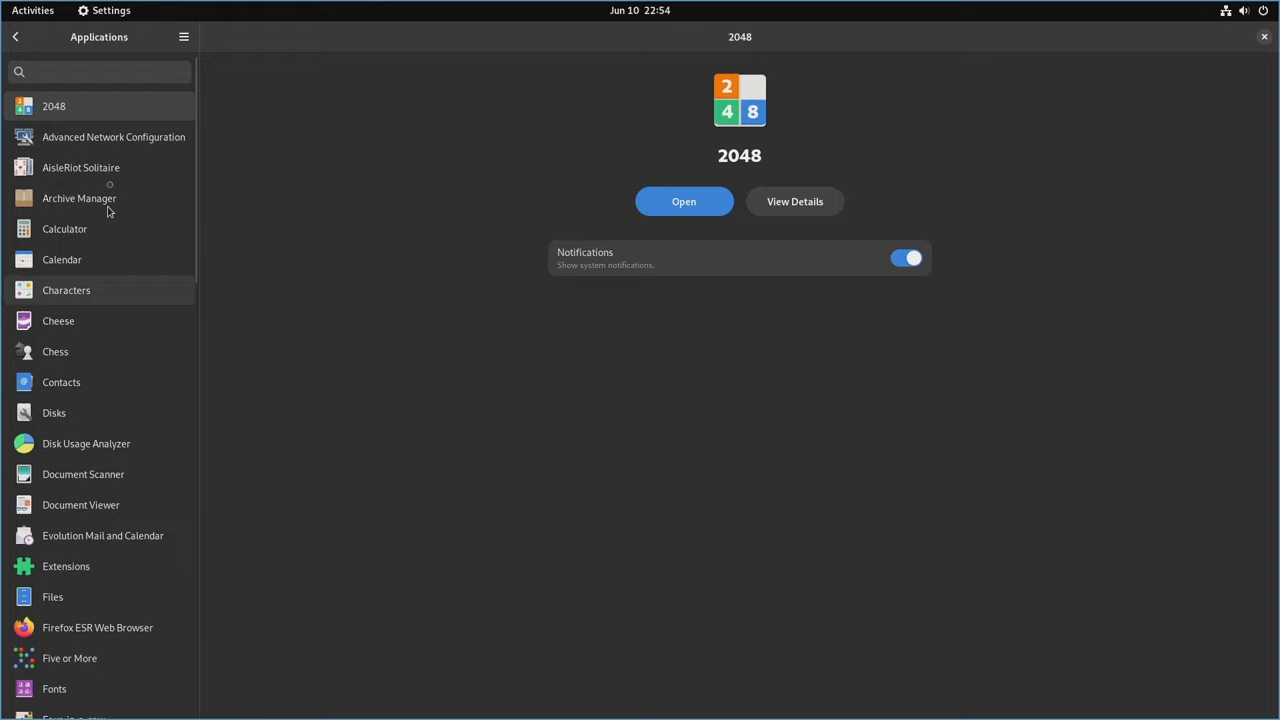 Activities
Settings
Jun 10 22:54
Applications
2048
2
4 8
2048
Open
View Details
Notifications
Show system notifications.
2048
Advanced Network Configuration
AisleRiot Solitaire
Archive Manager
Calculator
Calendar
Characters
Cheese
Chess
Contacts
Disks
Disk Usage Analyzer
Document Scanner
Document Viewer
Evolution Mail and Calendar
Extensions
Files
Firefox ESR Web Browser
Five or More
Fonts